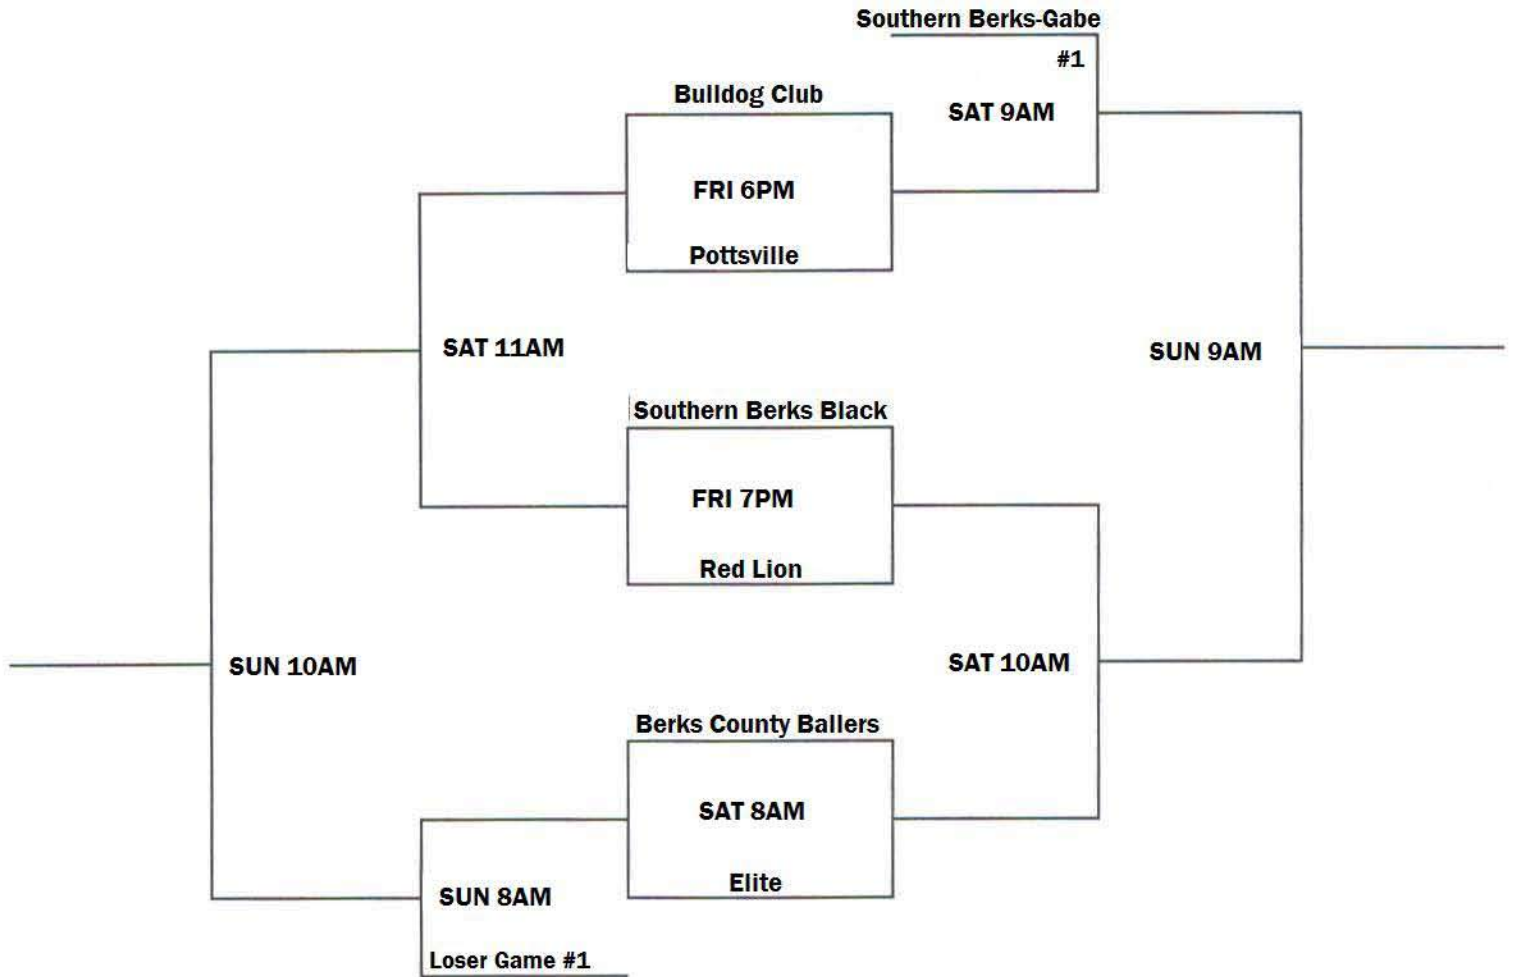 Southern Berks-Gabe
#1
Bulldog Club
SAT 9AM
FRI 6PM
Pottsville
SAT 11AM
SUN 9AM
Southern Berks Black
FRI 7PM
Red Lion
SUN 10AM
SAT 10AM
Berks County Ballers
SAT 8AM
Elite
SUN 8AM
Loser Game #1